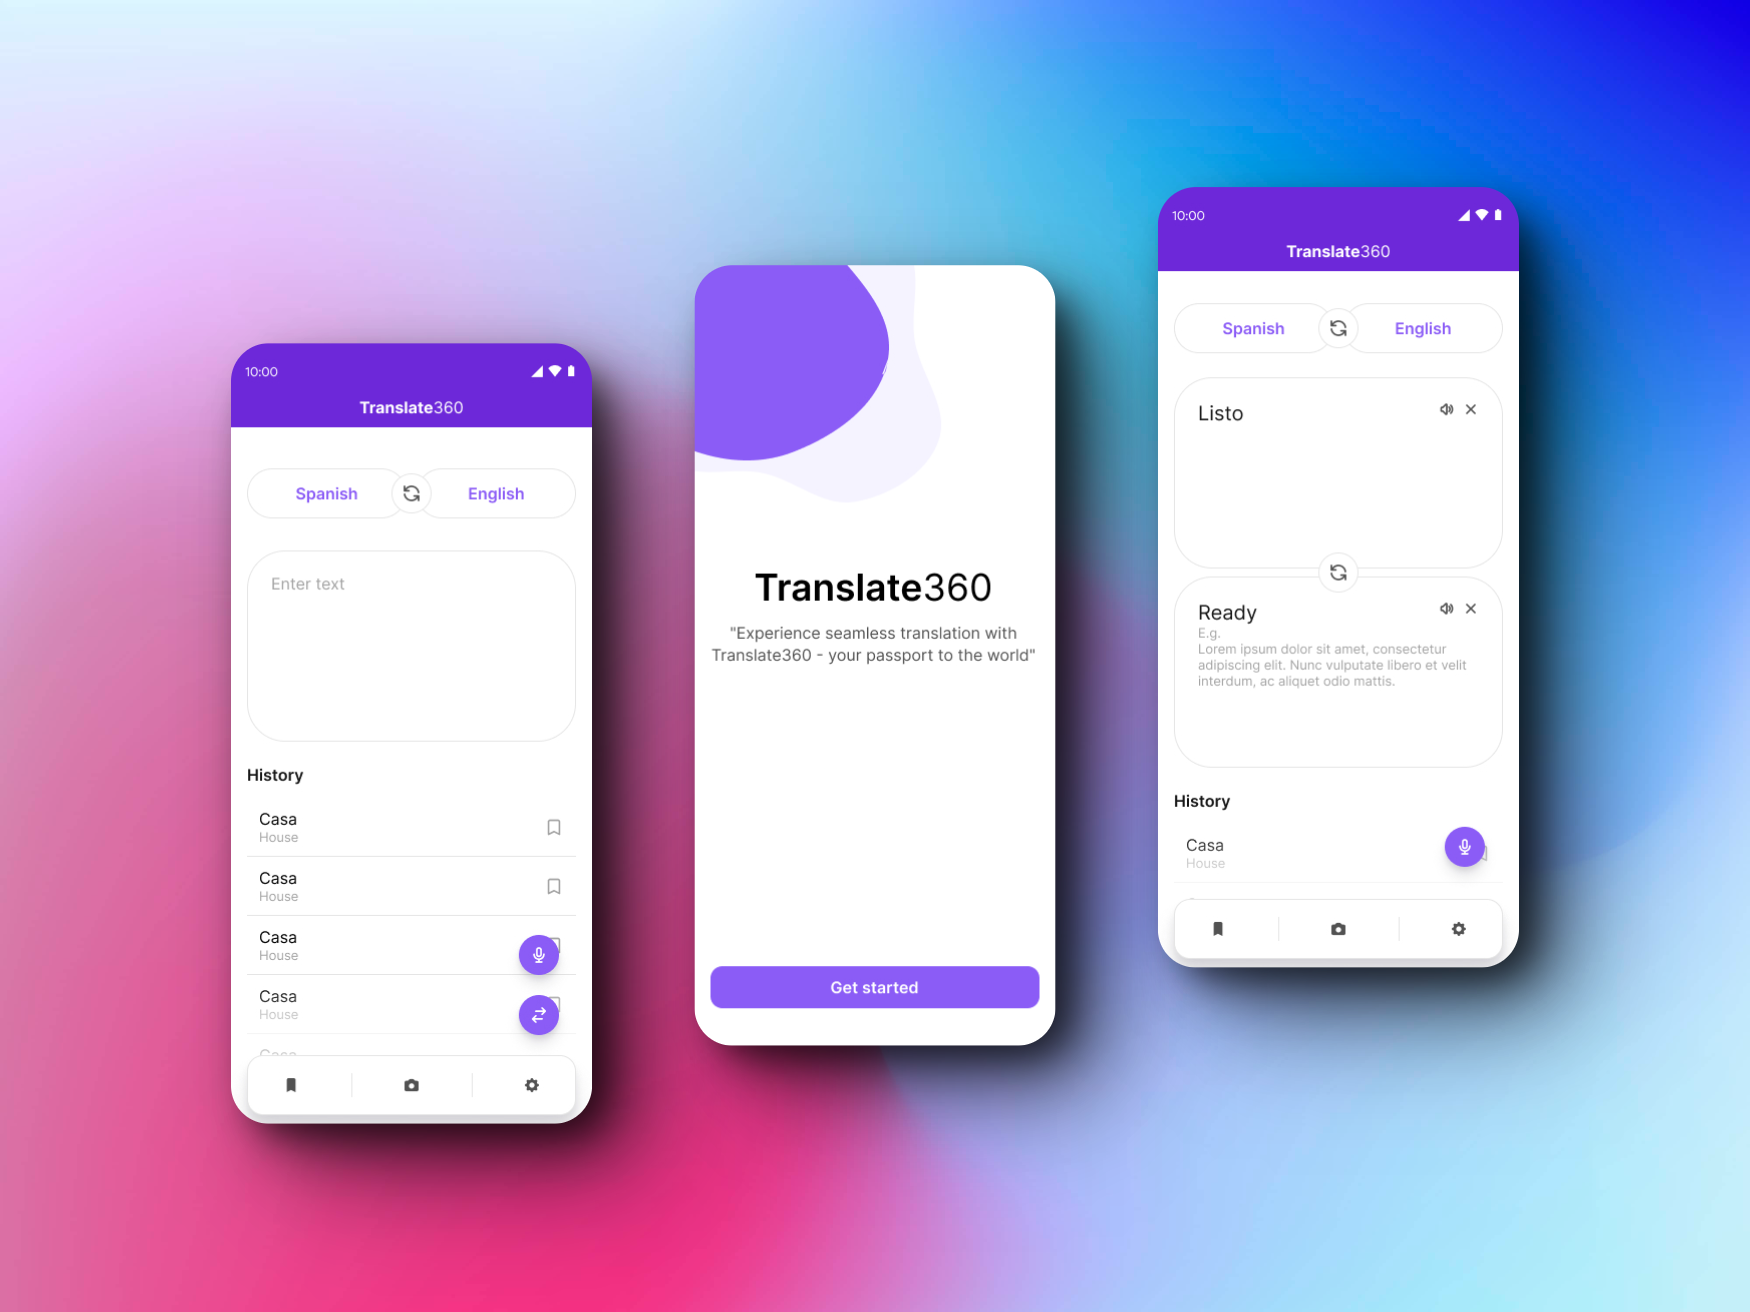 10:00
Translate360
Spanish
English
Enter text
History
Casa
House
Casa
House
Casa
House
Casa
House
Casa
Translate360
"Experience seamless translation with
Translate360 - your passport to the world"
Get started
10:00
Translate360
Spanish
English
Listo
Ready
E.g.
Lorem ipsum dolor sit amet, consectetur
adipiscing elit. Nunc vulputate libero et velit
interdum, ac aliquet odio mattis.
History
Casa
House